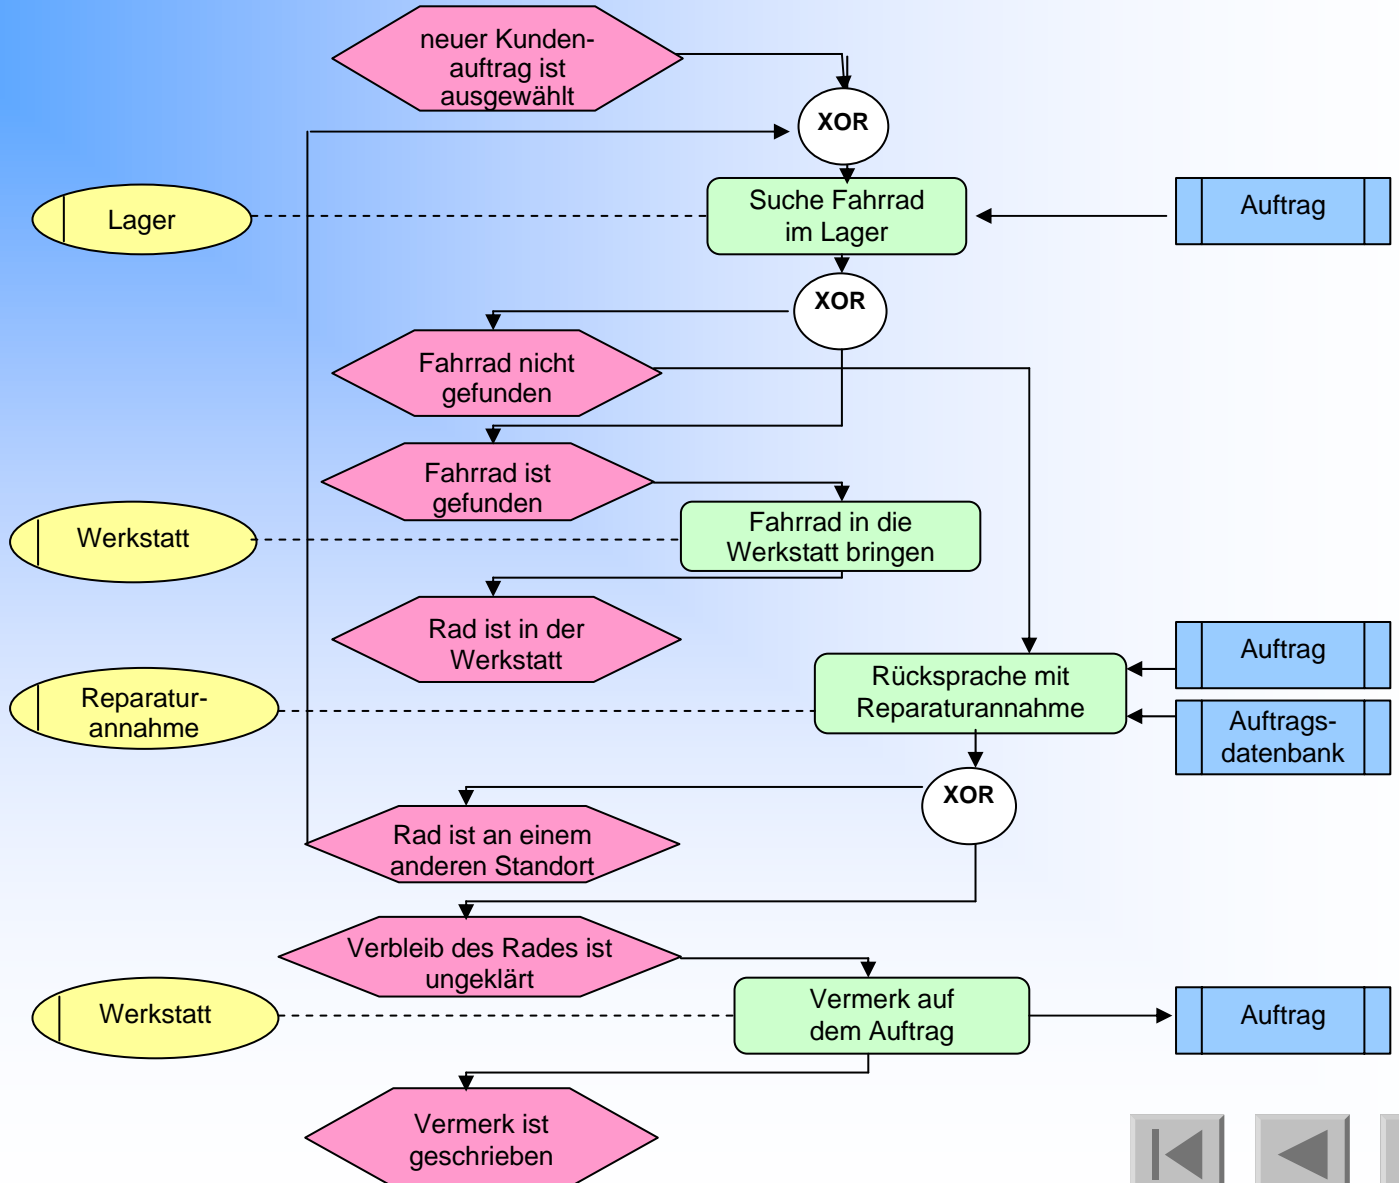 neuer Kunden-
auftrag ist
ausgewählt
XOR
Lager
Suche Fahrrad
im Lager
Auftrag
XOR
Fahrrad nicht
gefunden
Fahrrad ist
gefunden
Werkstatt
Fahrrad in die
Werkstatt bringen
Rad ist in der
Werkstatt
Auftrag
Reparatur-
annahme
Rücksprache mit
Reparaturannahme
Auftrags-
datenbank
XOR
Rad ist an einem
anderen Standort
Verbleib des Rades ist
ungeklärt
Werkstatt
Vermerk auf
dem Auftrag
Auftrag
Vermerk ist
geschrieben